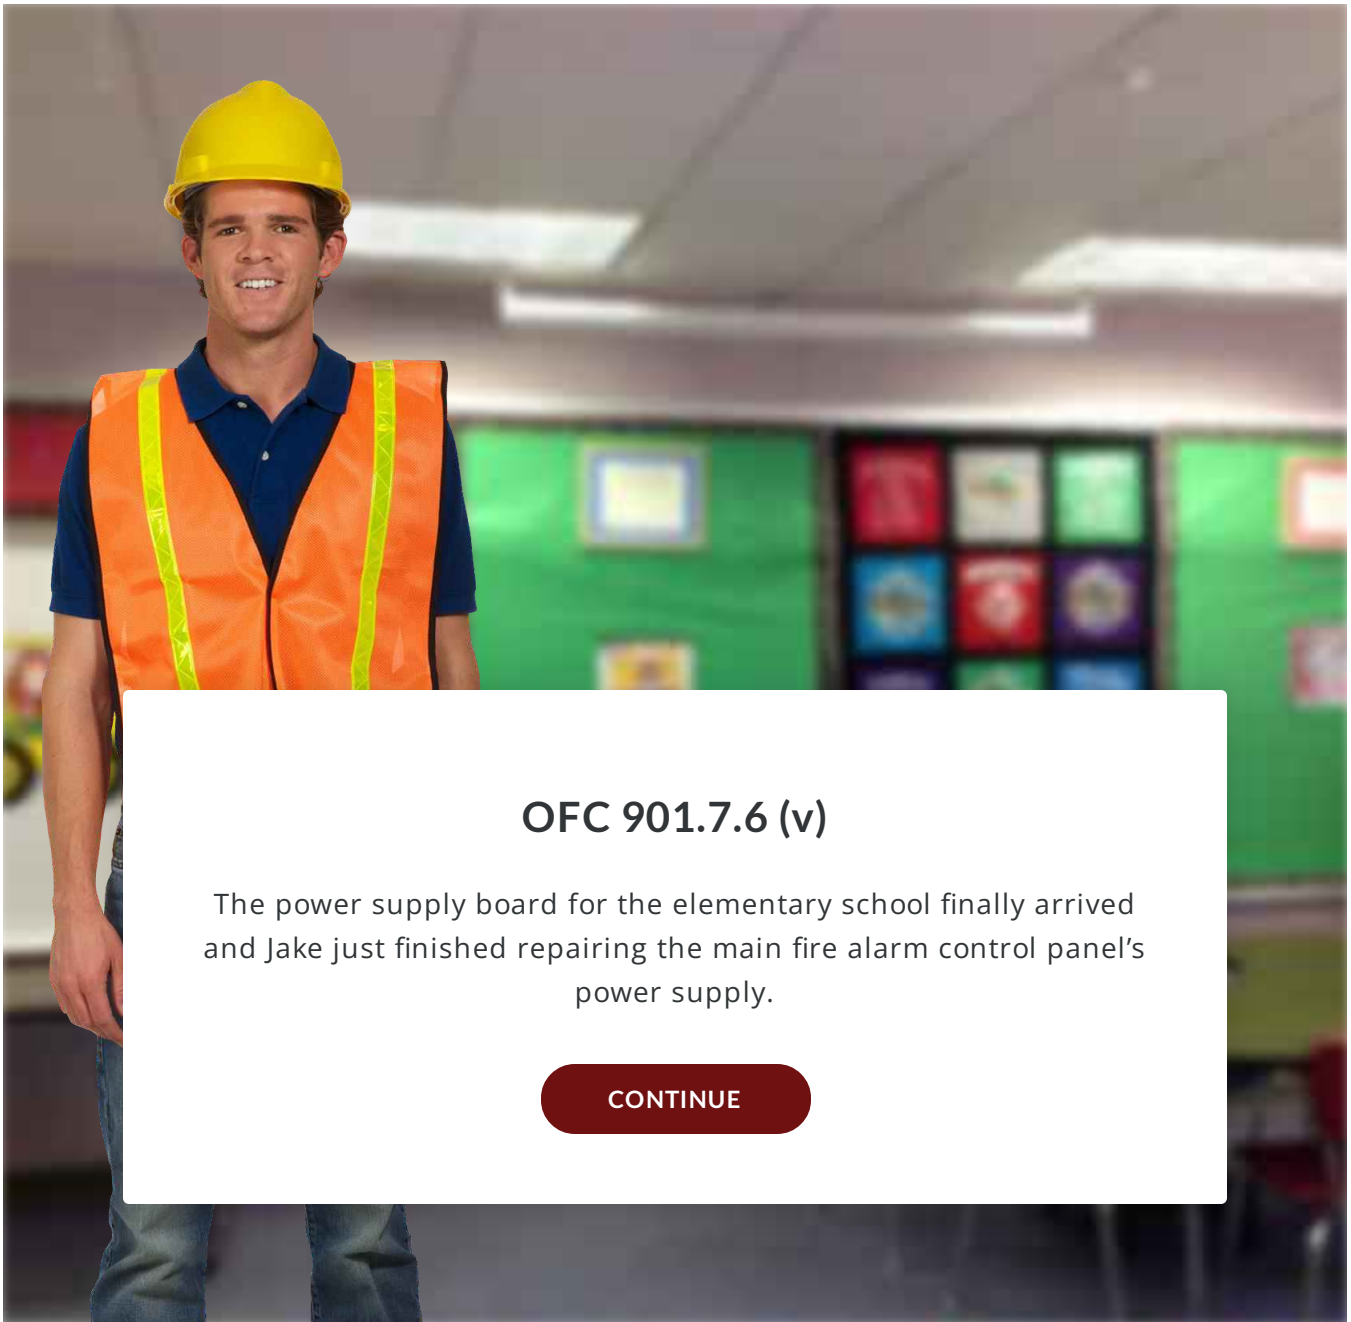 OFC 901.7.6 (v)
The power supply board for the elementary school finally arrived
and Jake just finished repairing the main fire alarm control panel’s
power supply.
CONTINUE